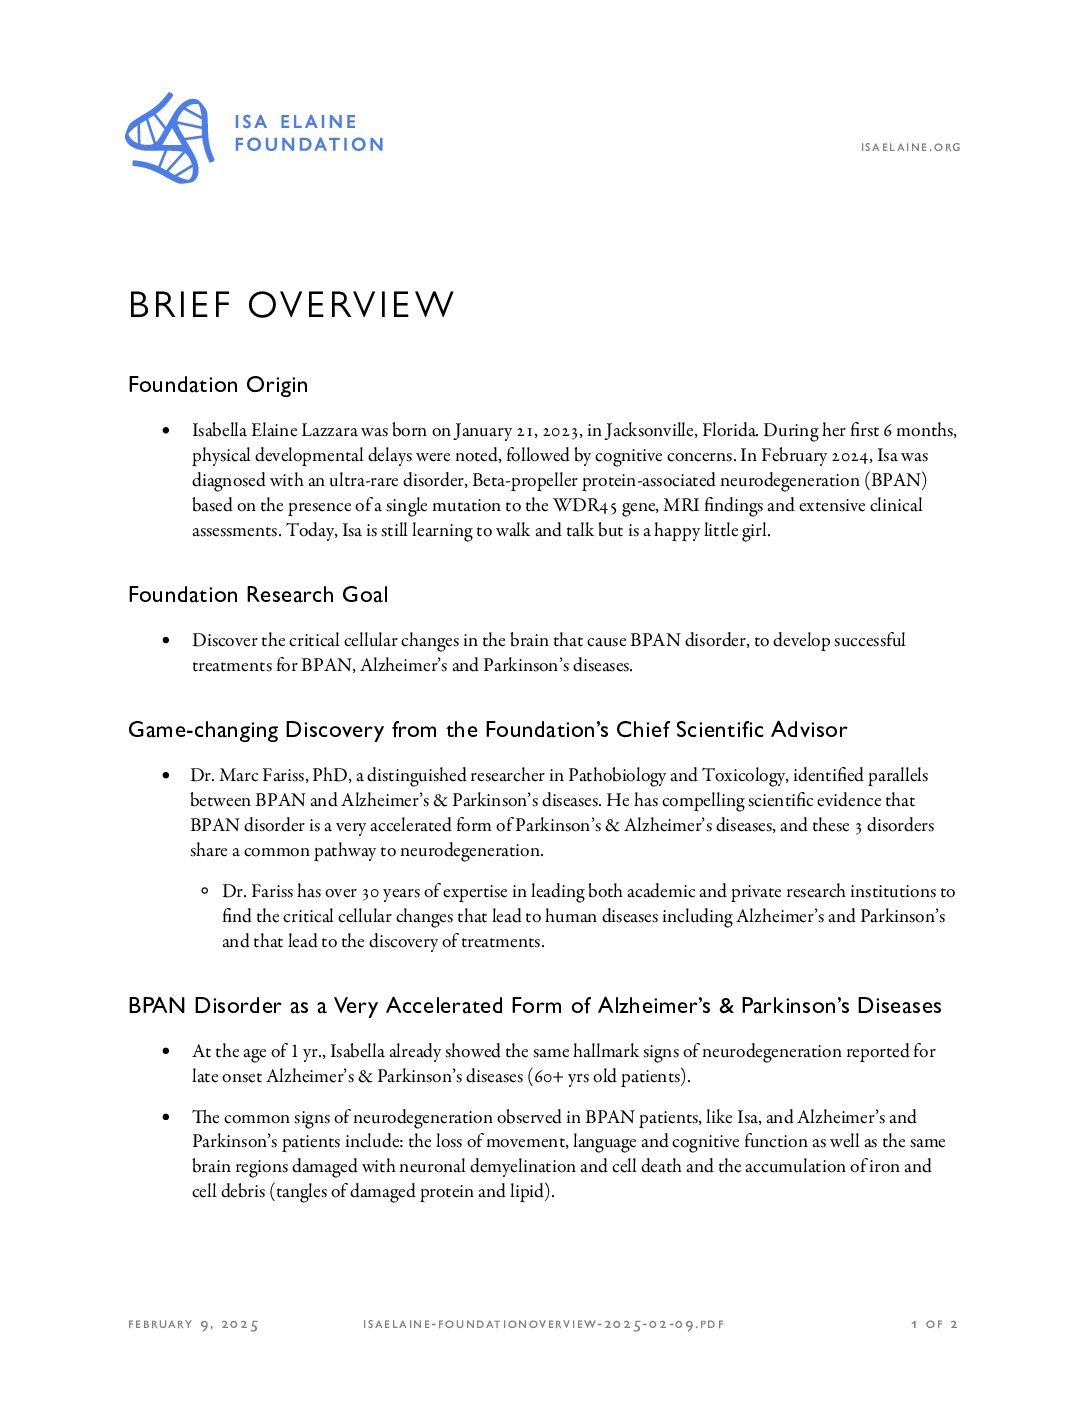 ISA ELAINE
FOUNDATION
ISAELAINE.ORG
BRIEF OVERVIEW
Foundation Origin
• Isabella Elaine Lazzara was born on January 21, 2023, in Jacksonville, Florida. During her first 6 months,
physical developmental delays were noted, followed by cognitive concerns. In February 2024, Isa was
diagnosed with an ultra-rare disorder, Beta-propeller protein-associated neurodegeneration (BPAN)
based on the presence of a single mutation to the WDR45 gene, MRI findings and extensive clinical
assessments. Today, Isa is still learning to walk and talk but is a happy little girl.
Foundation Research Goal
• Discover the critical cellular changes in the brain that cause BPAN disorder, to develop successful
treatments for BPAN, Alzheimer’s and Parkinson’s diseases.
Game-changing Discovery from the Foundation’s Chief Scientific Advisor
• Dr. Marc Fariss, PhD, a distinguished researcher in Pathobiology and Toxicology, identified parallels
between BPAN and Alzheimer’s & Parkinson’s diseases. He has compelling scientific evidence that
BPAN disorder is a very accelerated form of Parkinson’s & Alzheimer’s diseases, and these 3 disorders
share a common pathway to neurodegeneration.
◦ Dr. Fariss has over 30 years of expertise in leading both academic and private research institutions to
find the critical cellular changes that lead to human diseases including Alzheimer’s and Parkinson’s
and that lead to the discovery of treatments.
BPAN Disorder as a Very Accelerated Form of Alzheimer’s & Parkinson’s Diseases
• At the age of 1 yr., Isabella already showed the same hallmark signs of neurodegeneration reported for
late onset Alzheimer’s & Parkinson’s diseases (60+ yrs old patients).
• The common signs of neurodegeneration observed in BPAN patients, like Isa, and Alzheimer’s and
Parkinson’s patients include: the loss of movement, language and cognitive function as well as the same
brain regions damaged with neuronal demyelination and cell death and the accumulation of iron and
cell debris (tangles of damaged protein and lipid).
FEBRUARY 9, 2025 ISAELAINE-FOUNDATIONOVERVIEW-2025-02-09.PDF 1 OF 2